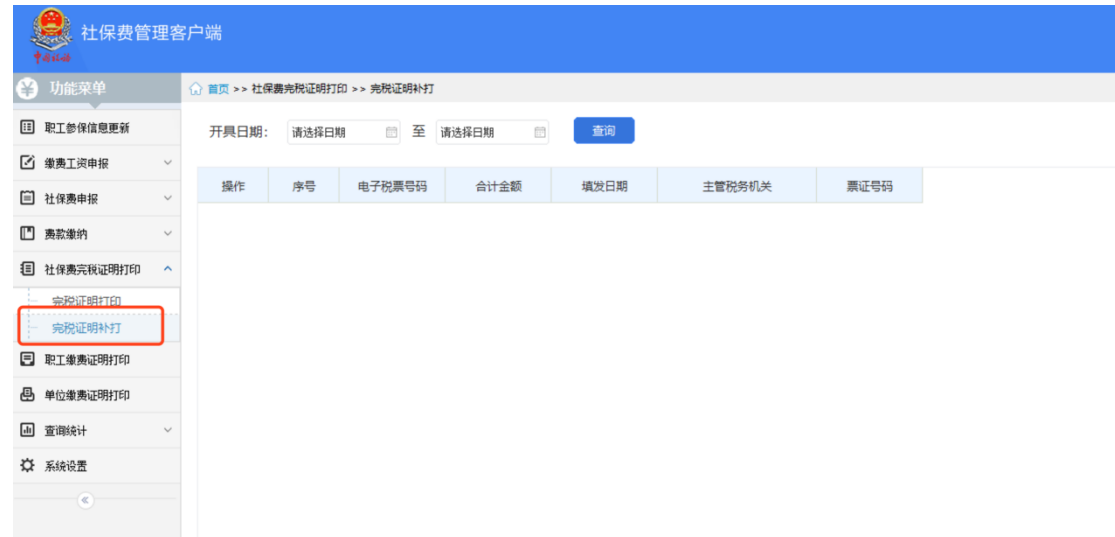 社保费管理客户端
中国税务
功能菜单
首页 >> 社保费完税证明打印 >> 完税证明补打
职工参保信息更新
开具日期: 请选择日期 至 请选择日期 查询
缴费工资申报
操作 序号 电子税票号码 合计金额 填发日期 主管税务机关 票证号码
社保费申报
费款缴纳
社保费完税证明打印
完税证明打印
完税证明补打
职工缴费证明打印
单位缴费证明打印
查询统计
系统设置